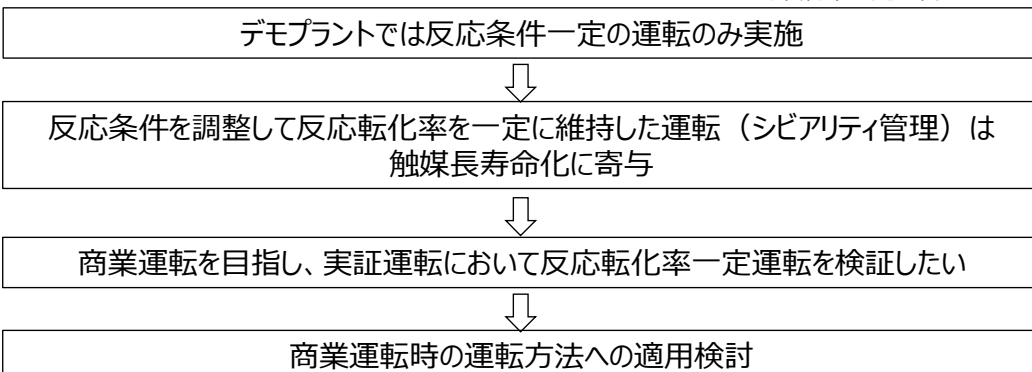 デモプラントでは反応条件一定の運転のみ実施
反応条件を調整して反応転化率を一定に維持した運転（シビアリティ管理）は
触媒長寿命化に寄与
商業運転を目指し、実証運転において反応転化率一定運転を検証したい
商業運転時の運転方法への適用検討